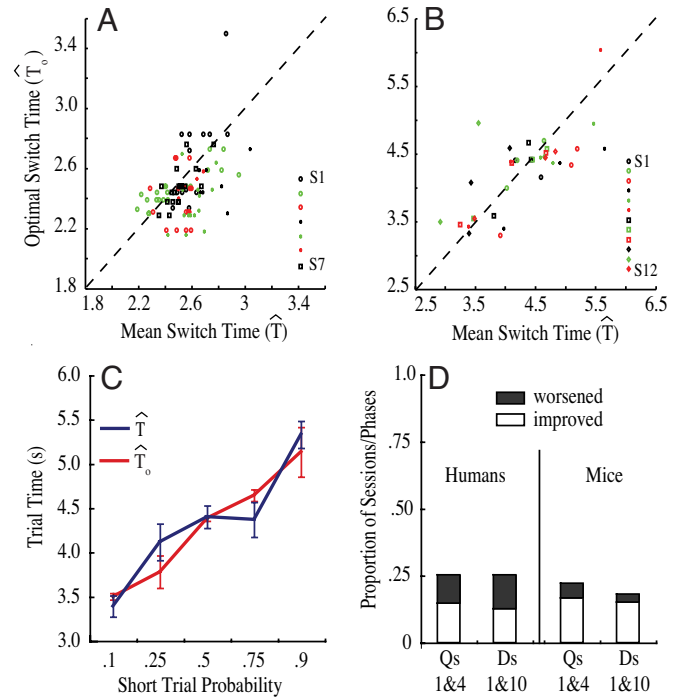 A
Optimal Switch Time (T̂o)
3.4
3.0
2.6
2.2
1.8
1.8 2.2 2.6 3.0 3.4
Mean Switch Time (T̂)
S1
S7
B
6.5
5.5
4.5
3.5
2.5
2.5 3.5 4.5 5.5 6.5
Mean Switch Time (T̂)
S1
S12
C
Trial Time (s)
6.0
5.5
5.0
4.5
4.0
3.5
3.0
T̂
T̂o
.1 .25 .5 .75 .9
Short Trial Probability
D
Proportion of Sessions/Phases
1.0
.75
.50
.25
0
worsened
improved
Humans Mice
Qs Ds Qs Ds
1&4 1&10 1&4 1&10